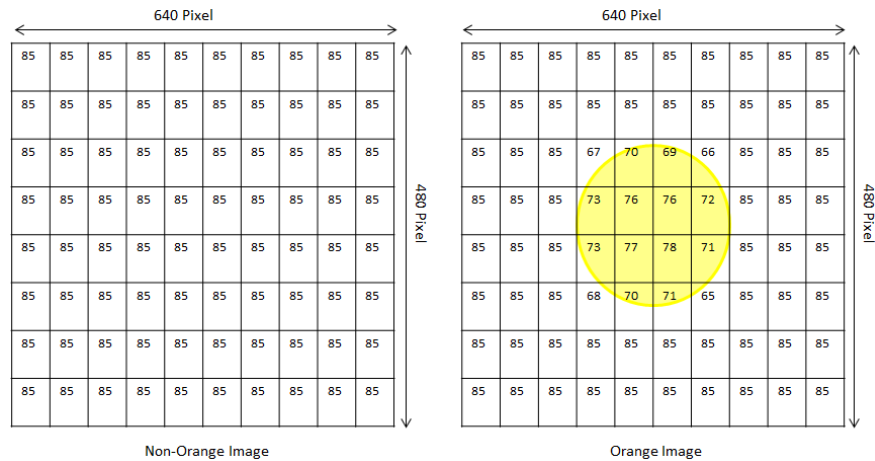 640 Pixel 640 Pixel
85 85 85 85 85 85 85 85 85 85 85 85 85 85 85 85 85 85 85 85
85 85 85 85 85 85 85 85 85 85 85 85 85 85 85 85 85 85 85 85
85 85 85 85 85 85 85 85 85 85 85 85 85 67 70 69 66 85 85 85
85 85 85 85 85 85 85 85 85 85 85 85 85 73 76 76 72 85 85 85
480 Pixel 480 Pixel
85 85 85 85 85 85 85 85 85 85 85 85 85 73 77 78 71 85 85 85
85 85 85 85 85 85 85 85 85 85 85 85 85 68 70 71 65 85 85 85
85 85 85 85 85 85 85 85 85 85 85 85 85 85 85 85 85 85 85 85
85 85 85 85 85 85 85 85 85 85 85 85 85 85 85 85 85 85 85 85
Non-Orange Image Orange Image